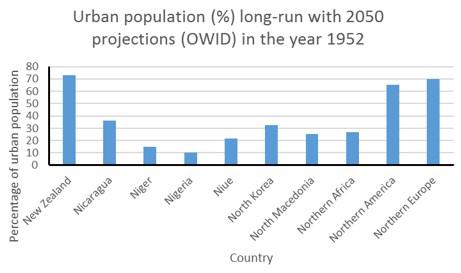 Urban population (%) long-run with 2050
projections (OWID) in the year 1952
Percentage of urban population
80
70
60
50
40
30
20
10
0
New Zealand
Nicaragua
Niger
Nigeria
Niue
North Korea
North Macedonia
Northern Africa
Northern America
Northern Europe
Country